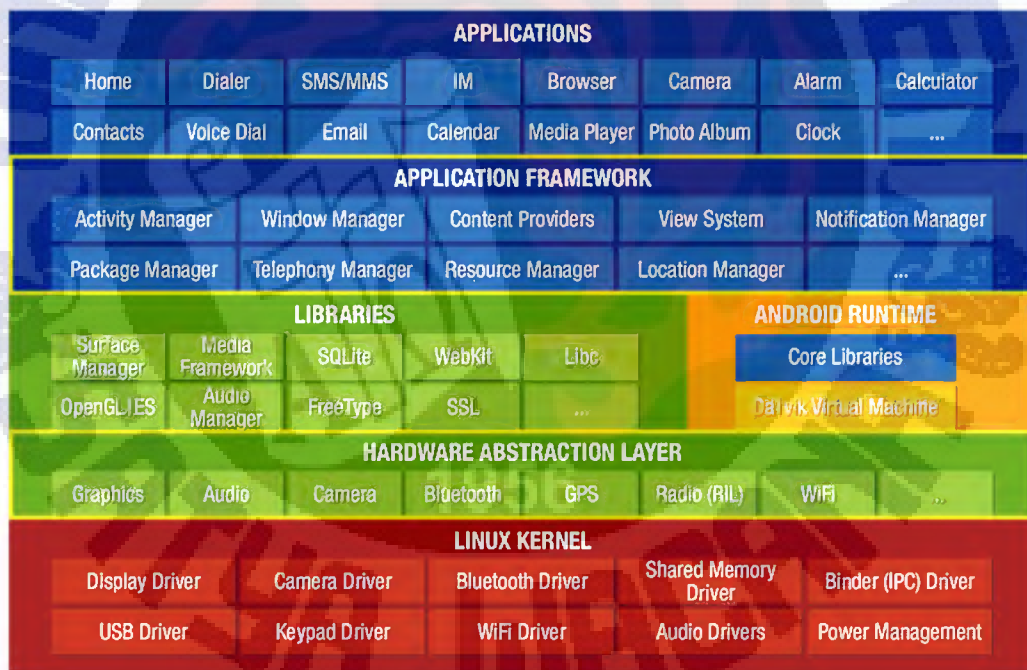 APPLICATIONS
Home Dialer SMS/MMS IM Browser Camera Alarm Calculator
Contacts Voice Dial Email Calendar Media Player Photo Album Clock ...
APPLICATION FRAMEWORK
Activity Manager Window Manager Content Providers View System Notification Manager
Package Manager Telephony Manager Resource Manager Location Manager ...
LIBRARIES ANDROID RUNTIME
Surface Manager Media Framework SQLite WebKit Libc Core Libraries
OpenGL|ES Audio Manager FreeType SSL ... Dalvik Virtual Machine
HARDWARE ABSTRACTION LAYER
Graphics Audio Camera Bluetooth GPS Radio (RIL) WiFi ...
LINUX KERNEL
Display Driver Camera Driver Bluetooth Driver Shared Memory Driver Binder (IPC) Driver
USB Driver Keypad Driver WiFi Driver Audio Drivers Power Management